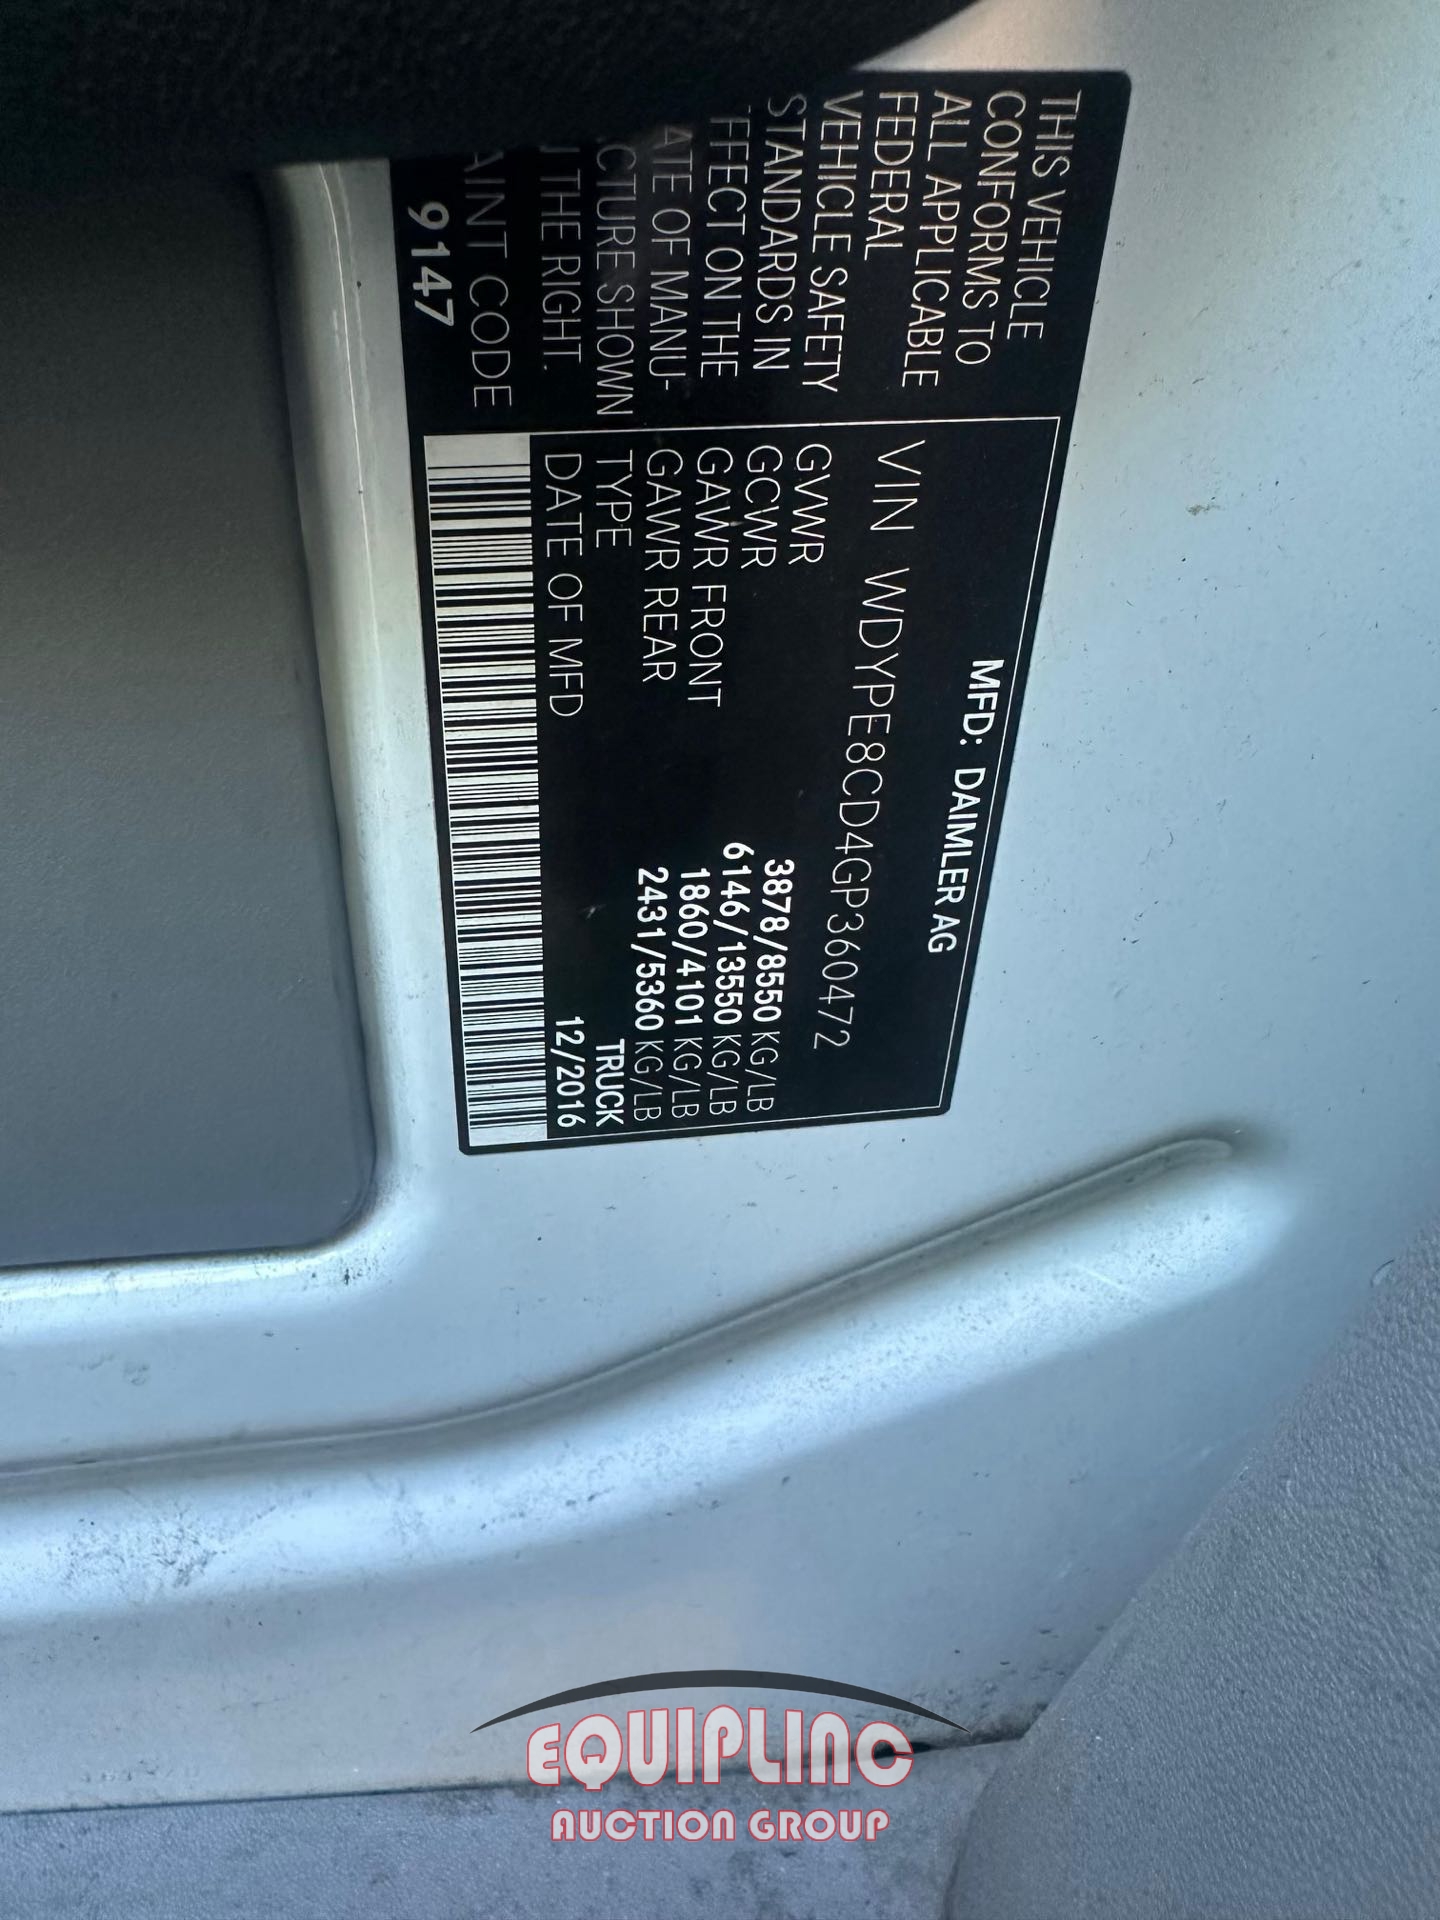 THIS VEHICLE
CONFORMS TO
ALL APPLICABLE
FEDERAL
VEHICLE SAFETY
STANDARDS IN
FFECT ON THE
ATE OF MANU-
CTURE SHOWN
THE RIGHT.
AINT CODE
9147
MFD: DAIMLER AG
VIN WDYPE8CD4GP360472
GVWR 3878/8550 KG/LB
GCWR 6146/13550 KG/LB
GAWR FRONT 1860/4101 KG/LB
GAWR REAR 2431/5360 KG/LB
TYPE TRUCK
DATE OF MFD 12/2016
EQUIPLINC
AUCTION GROUP